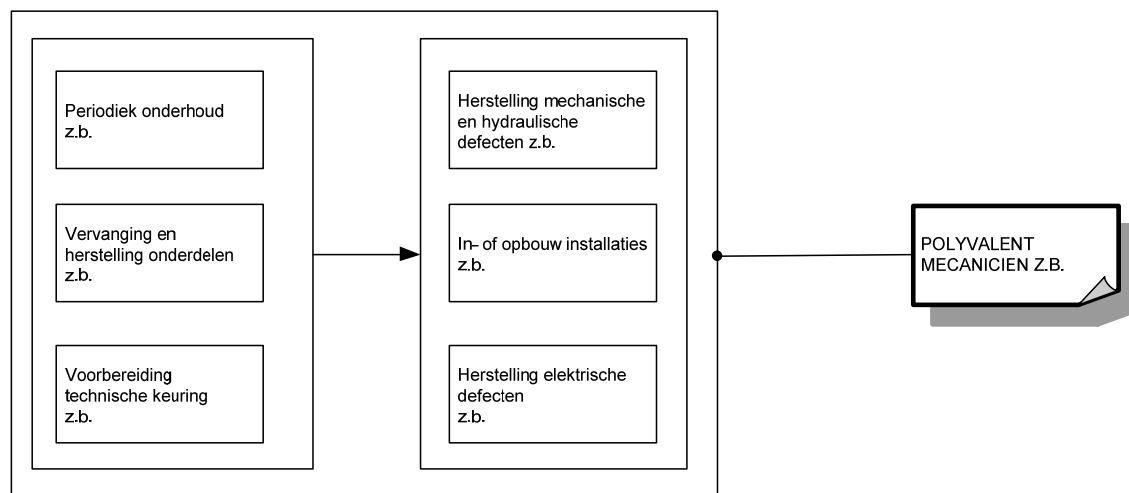 Periodiek onderhoud
z.b.
Vervanging en
herstelling onderdelen
z.b.
Voorbereiding
technische keuring
z.b.
Herstelling mechanische
en hydraulische
defecten z.b.
In- of opbouw installaties
z.b.
Herstelling elektrische
defecten
z.b.
POLYVALENT
MECANICIEN Z.B.